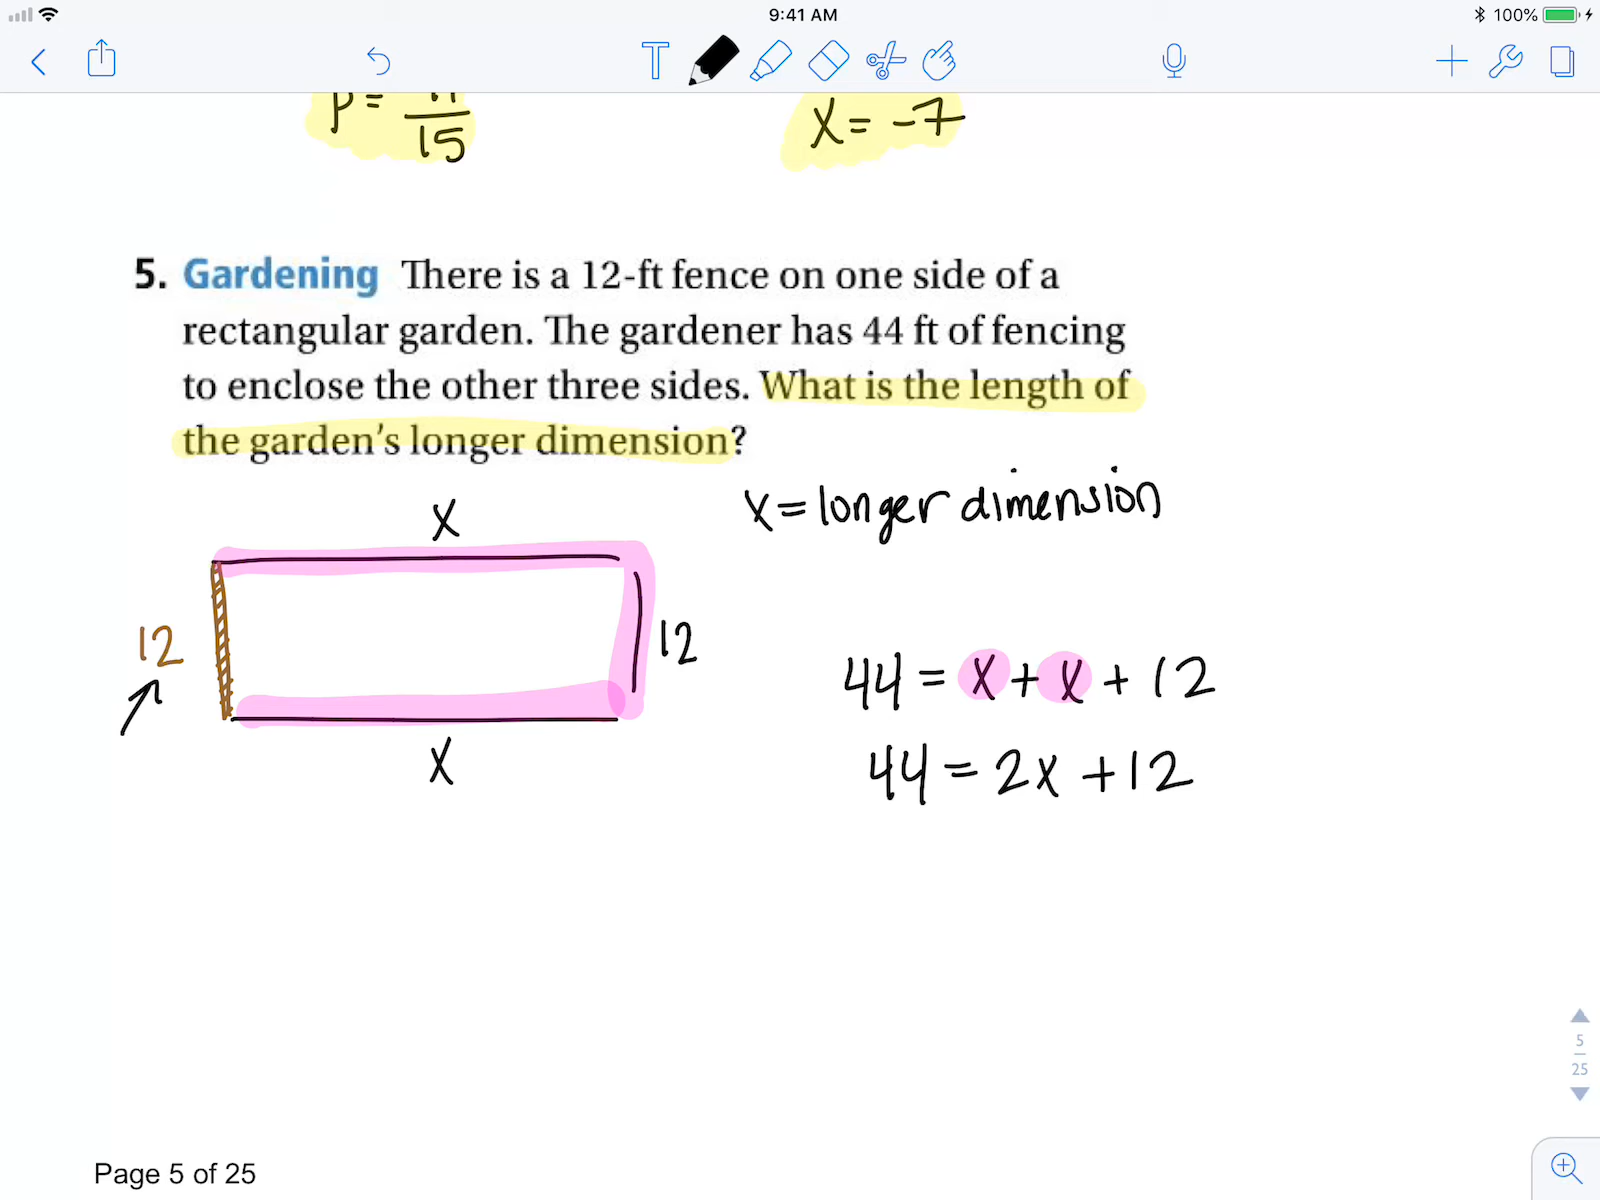 9:41 AM
100%
T
p =
15
x = -7
5. Gardening There is a 12-ft fence on one side of a
rectangular garden. The gardener has 44 ft of fencing
to enclose the other three sides. What is the length of
the garden's longer dimension?
x
x = longer dimension
12
12
x
44 = x + x + 12
44 = 2x + 12
5
25
Page 5 of 25